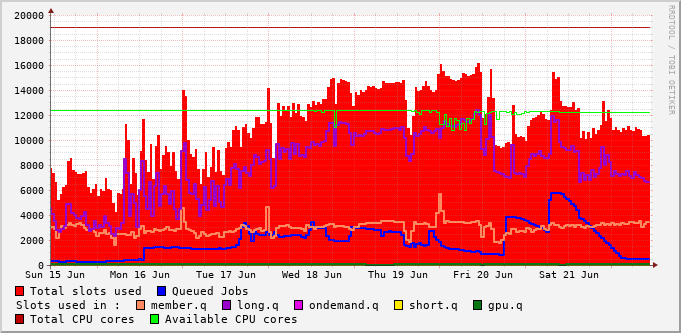 20000
18000
16000
14000
12000
10000
8000
6000
4000
2000
0
Sun 15 Jun Mon 16 Jun Tue 17 Jun Wed 18 Jun Thu 19 Jun Fri 20 Jun Sat 21 Jun
RRDTOOL / TOBI OETIKER
Total slots used Queued Jobs
Slots used in : member.q long.q ondemand.q short.q gpu.q
Total CPU cores Available CPU cores